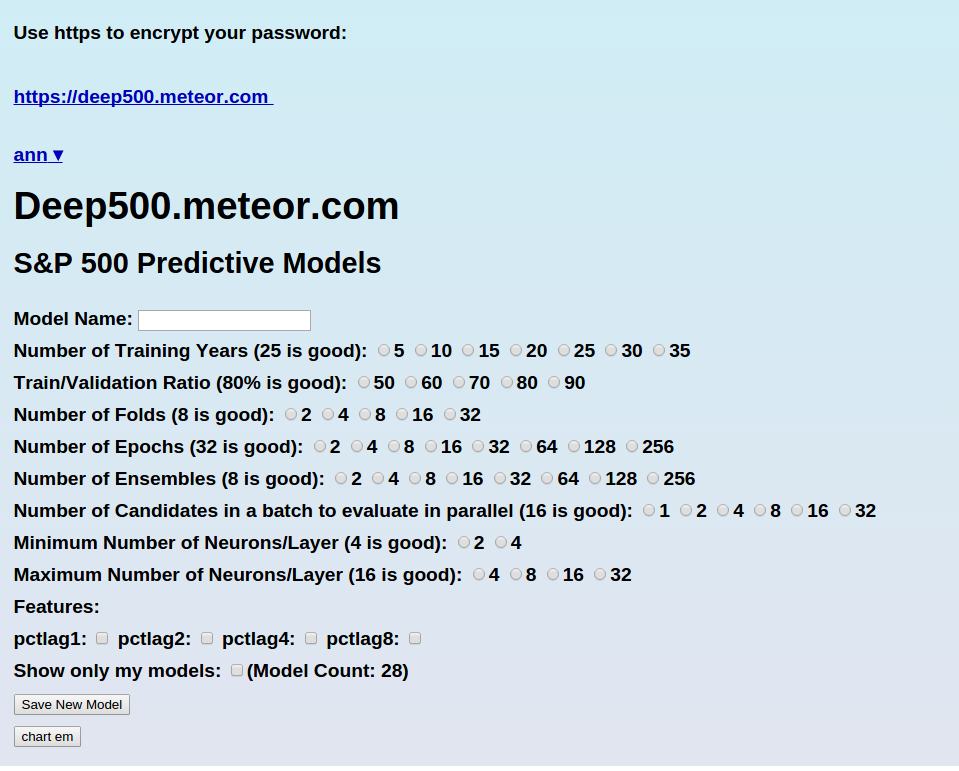 Use https to encrypt your password:
https://deep500.meteor.com
ann ▼
Deep500.meteor.com
S&P 500 Predictive Models
Model Name:
Number of Training Years (25 is good): 5 10 15 20 25 30 35
Train/Validation Ratio (80% is good): 50 60 70 80 90
Number of Folds (8 is good): 2 4 8 16 32
Number of Epochs (32 is good): 2 4 8 16 32 64 128 256
Number of Ensembles (8 is good): 2 4 8 16 32 64 128 256
Number of Candidates in a batch to evaluate in parallel (16 is good): 1 2 4 8 16 32
Minimum Number of Neurons/Layer (4 is good): 2 4
Maximum Number of Neurons/Layer (16 is good): 4 8 16 32
Features:
pctlag1: pctlag2: pctlag4: pctlag8:
Show only my models: (Model Count: 28)
Save New Model
chart em